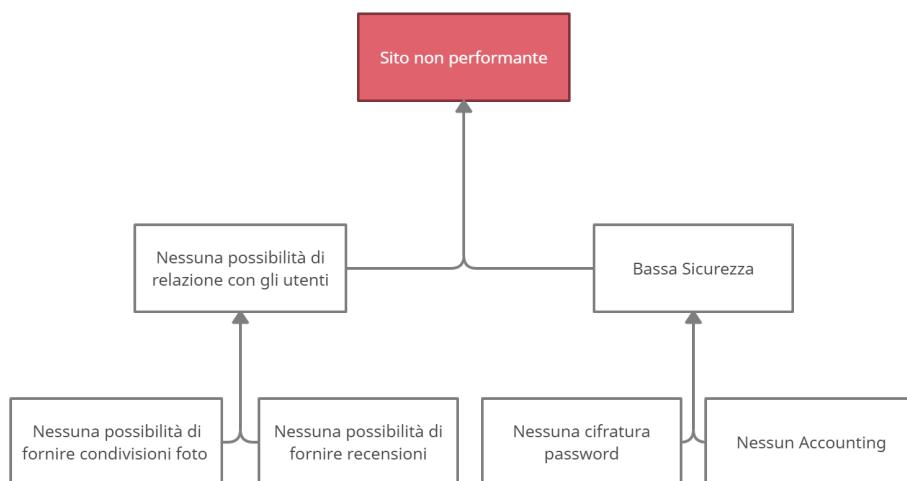 Sito non performante
Nessuna possibilità di
relazione con gli utenti
Bassa Sicurezza
Nessuna possibilità di
fornire condivisioni foto
Nessuna possibilità di
fornire recensioni
Nessuna cifratura
password
Nessun Accounting